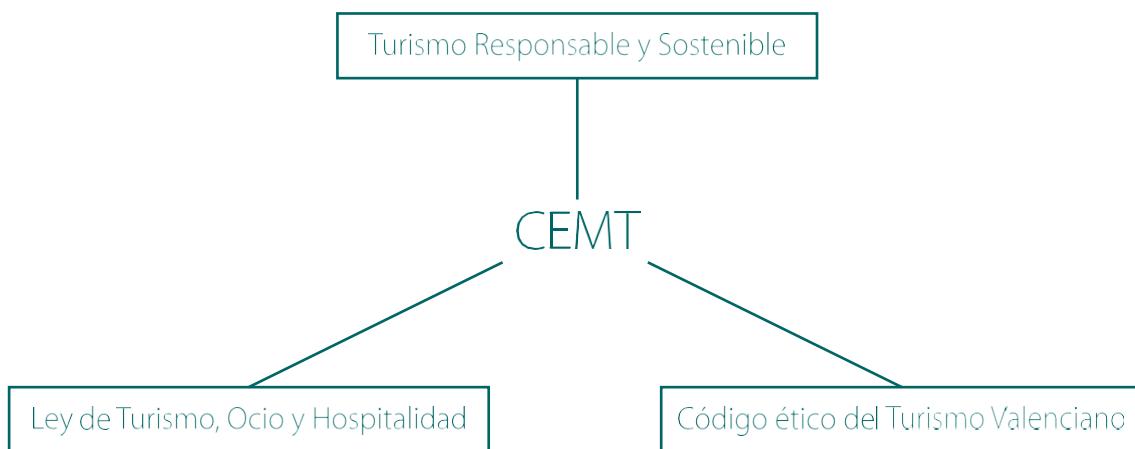 Turismo Responsable y Sostenible
CEMT
Ley de Turismo, Ocio y Hospitalidad
Código ético del Turismo Valenciano